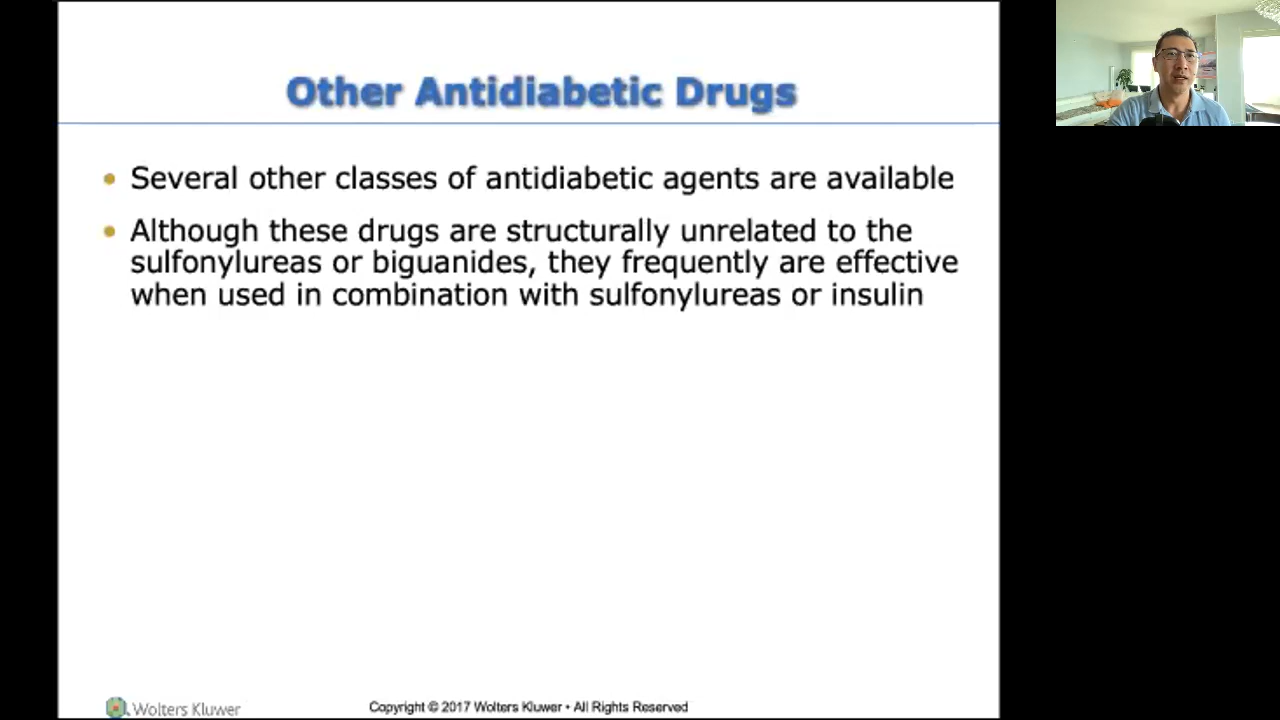 Other Antidiabetic Drugs
• Several other classes of antidiabetic agents are available
• Although these drugs are structurally unrelated to the
sulfonylureas or biguanides, they frequently are effective
when used in combination with sulfonylureas or insulin
Wolters Kluwer
Copyright © 2017 Wolters Kluwer • All Rights Reserved